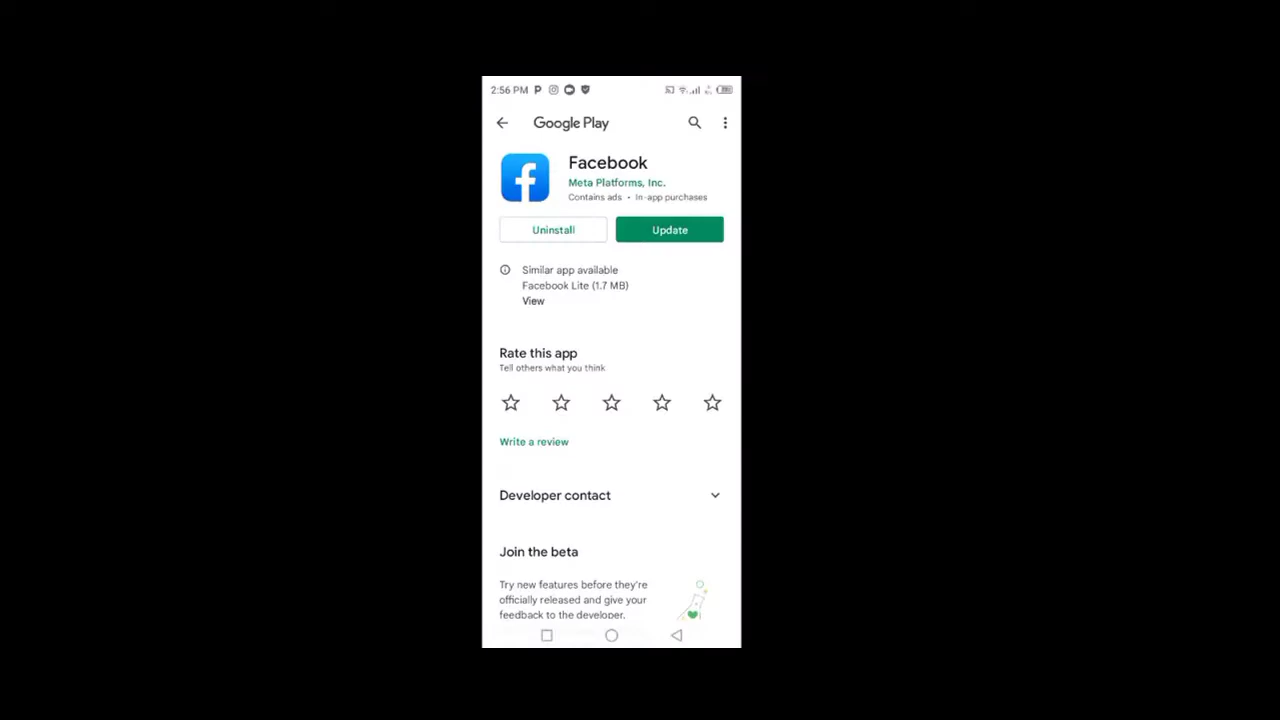 2:56 PM
Google Play
Facebook
Meta Platforms, Inc.
Contains ads • In-app purchases
Uninstall
Update
Similar app available
Facebook Lite (1.7 MB)
View
Rate this app
Tell others what you think
Write a review
Developer contact
Join the beta
Try new features before they're
officially released and give your
feedback to the developer.